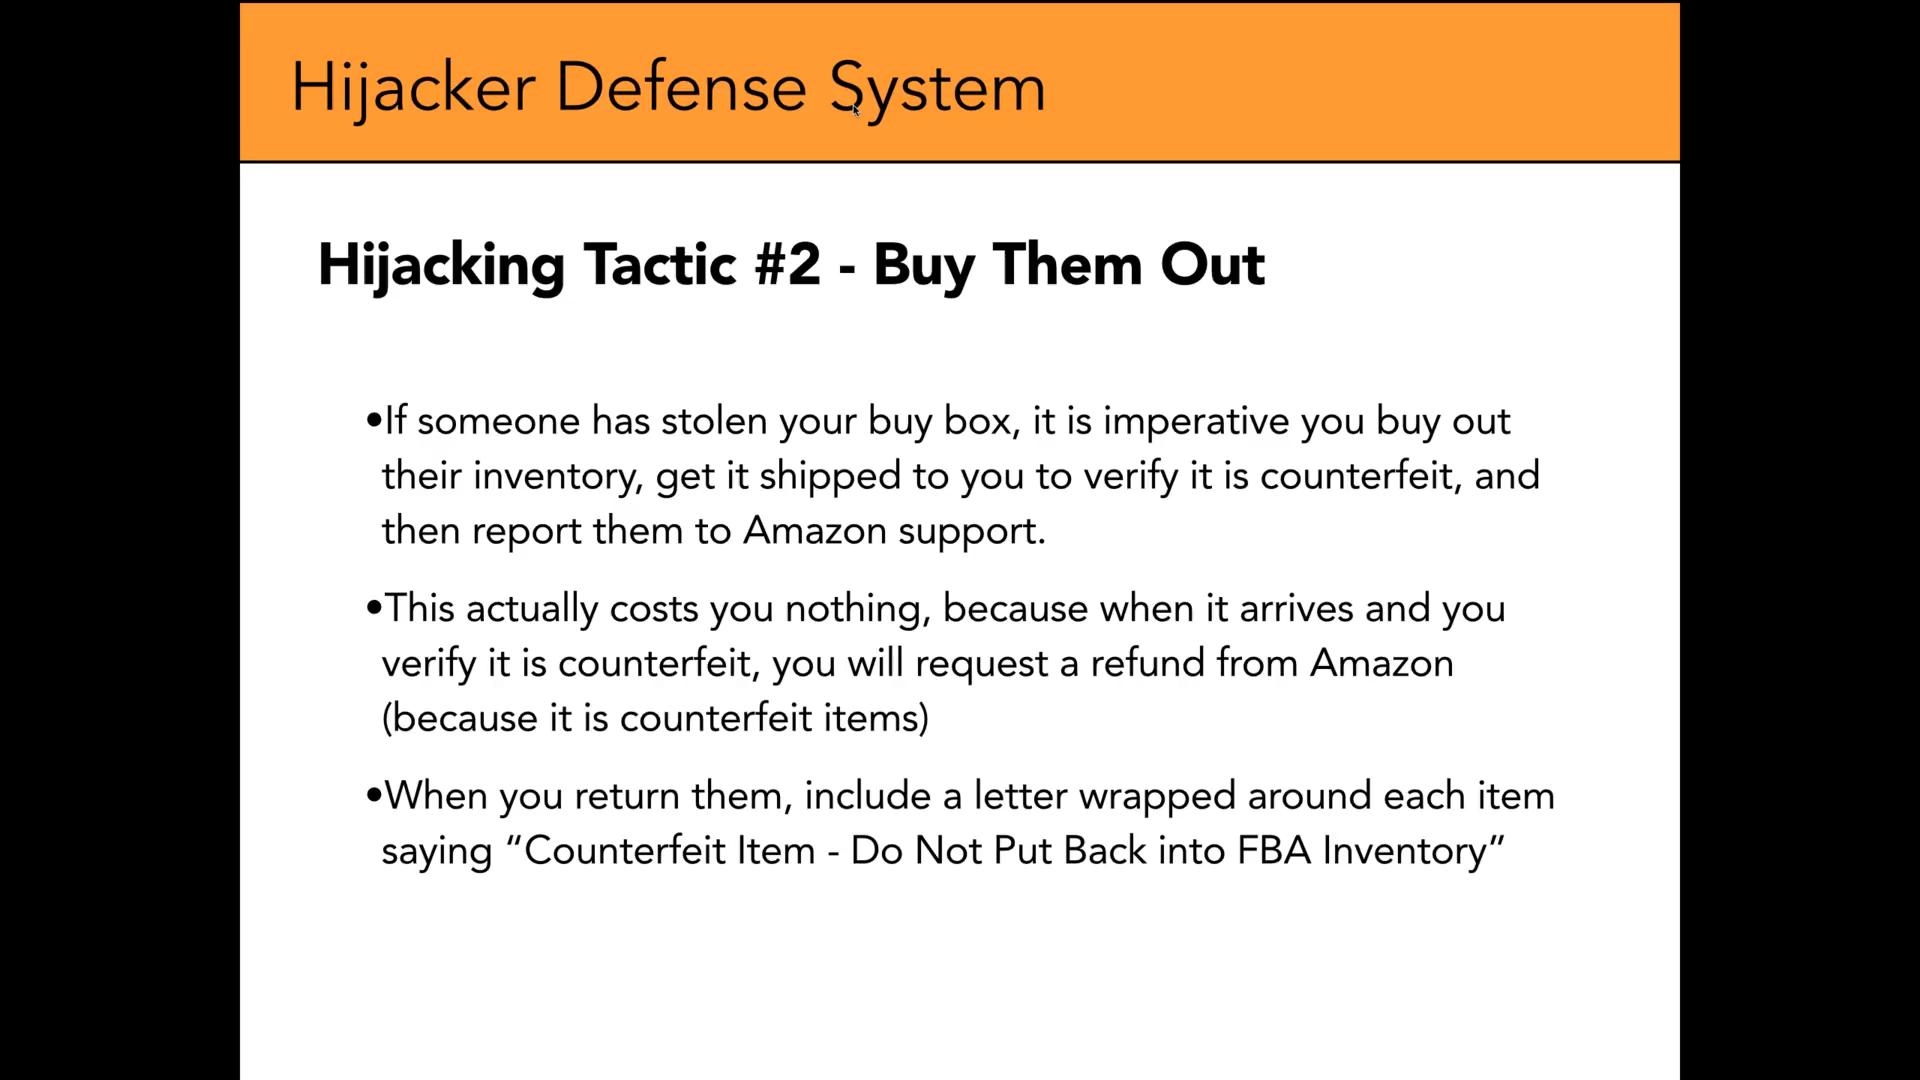 Hijacker Defense System
Hijacking Tactic #2 - Buy Them Out
•If someone has stolen your buy box, it is imperative you buy out
their inventory, get it shipped to you to verify it is counterfeit, and
then report them to Amazon support.
•This actually costs you nothing, because when it arrives and you
verify it is counterfeit, you will request a refund from Amazon
(because it is counterfeit items)
•When you return them, include a letter wrapped around each item
saying “Counterfeit Item - Do Not Put Back into FBA Inventory”